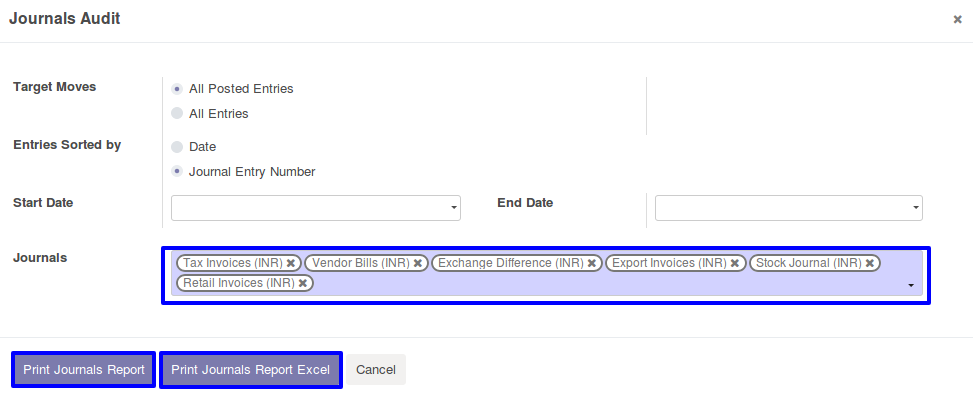 Journals Audit
Target Moves
All Posted Entries
All Entries
Entries Sorted by
Date
Journal Entry Number
Start Date
End Date
Journals
Tax Invoices (INR) Vendor Bills (INR) Exchange Difference (INR) Export Invoices (INR) Stock Journal (INR)
Retail Invoices (INR)
Print Journals Report Print Journals Report Excel Cancel